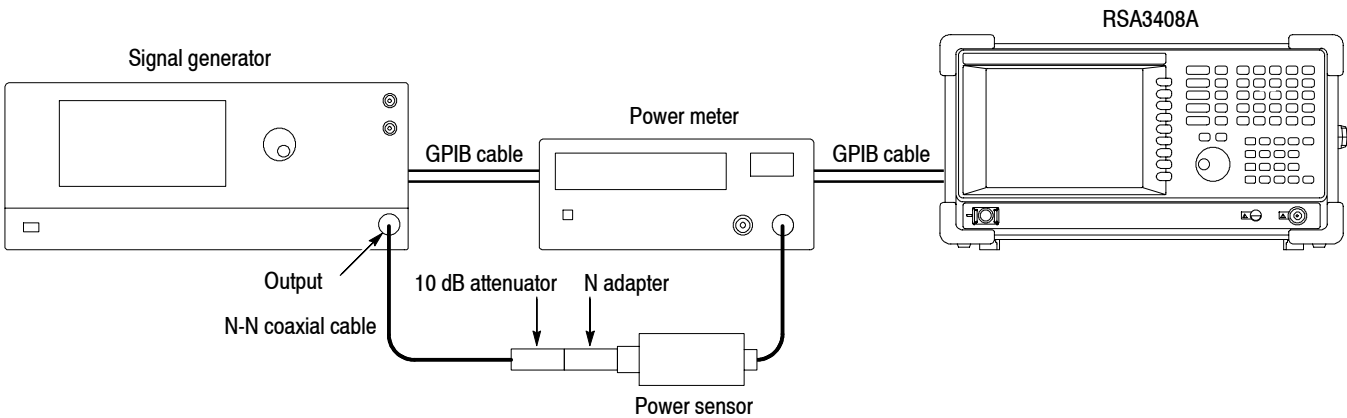 RSA3408A
Signal generator
Power meter
GPIB cable
GPIB cable
Output
10 dB attenuator
N adapter
N-N coaxial cable
Power sensor